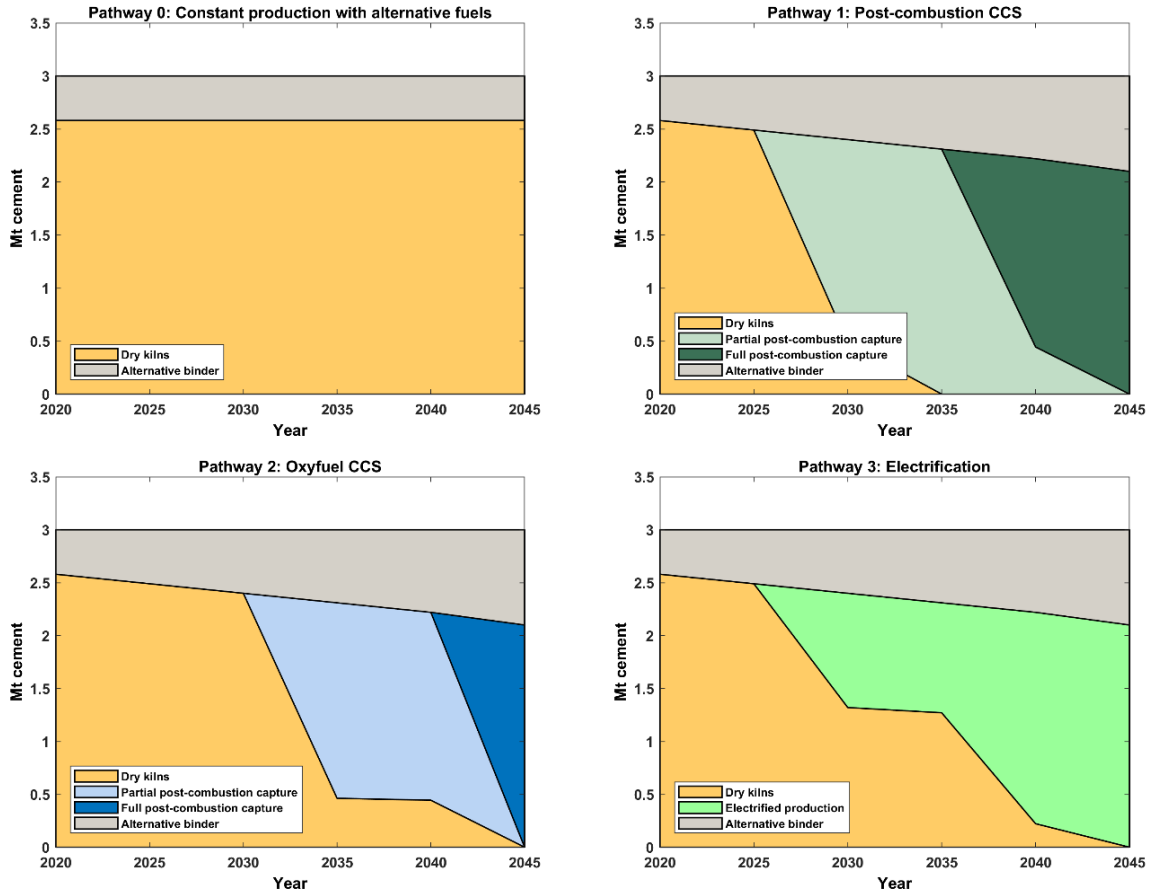 Pathway 0: Constant production with alternative fuels
3.5
3
2.5
2
1.5
1
0.5
0
Mt cement
Dry kilns
Alternative binder
2020 2025 2030 2035 2040 2045
Year
Pathway 1: Post-combustion CCS
3.5
3
2.5
2
1.5
1
0.5
0
Mt cement
Dry kilns
Partial post-combustion capture
Full post-combustion capture
Alternative binder
2020 2025 2030 2035 2040 2045
Year
Pathway 2: Oxyfuel CCS
3.5
3
2.5
2
1.5
1
0.5
0
Mt cement
Dry kilns
Partial post-combustion capture
Full post-combustion capture
Alternative binder
2020 2025 2030 2035 2040 2045
Year
Pathway 3: Electrification
3.5
3
2.5
2
1.5
1
0.5
0
Mt cement
Dry kilns
Electrified production
Alternative binder
2020 2025 2030 2035 2040 2045
Year